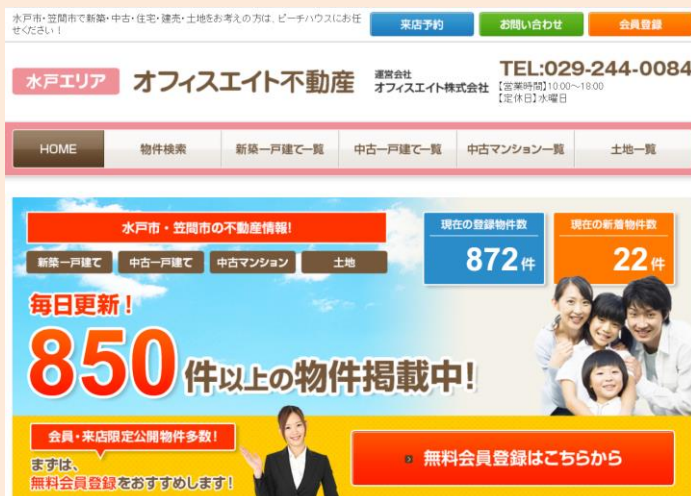 水戸市・笠間市で新築・中古・住宅・建売・土地をお考えの方は、ピーチハウスにお任
せください！
来店予約
お問い合わせ
会員登録
水戸エリア
オフィスエイト不動産
運営会社
オフィスエイト株式会社
TEL:029-244-0084
【営業時間】10:00～18:00
【定休日】水曜日
HOME
物件検索
新築一戸建て一覧
中古一戸建て一覧
中古マンション一覧
土地一覧
水戸市・笠間市の不動産情報!
新築一戸建て
中古一戸建て
中古マンション
土地
現在の登録物件数
872件
現在の新着物件数
22件
毎日更新！
850件以上の物件掲載中!
会員・来店限定公開物件多数！
まずは、
無料会員登録をおすすめします！
無料会員登録はこちらから